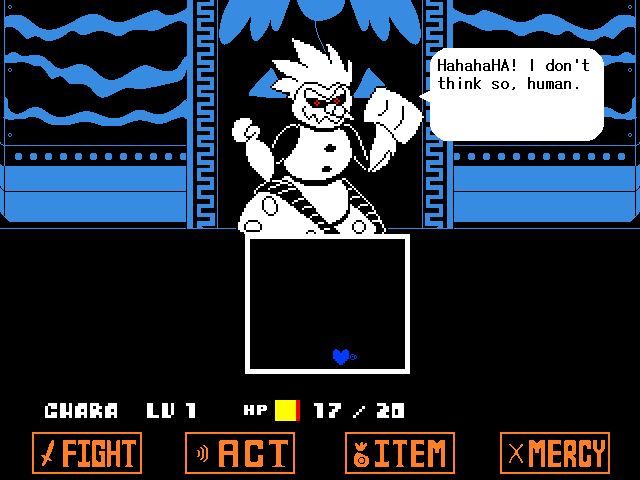 HahahaHA! I don't
think so, human.
CHARA LV 1 HP 17 / 20
FIGHT ACT ITEM MERCY